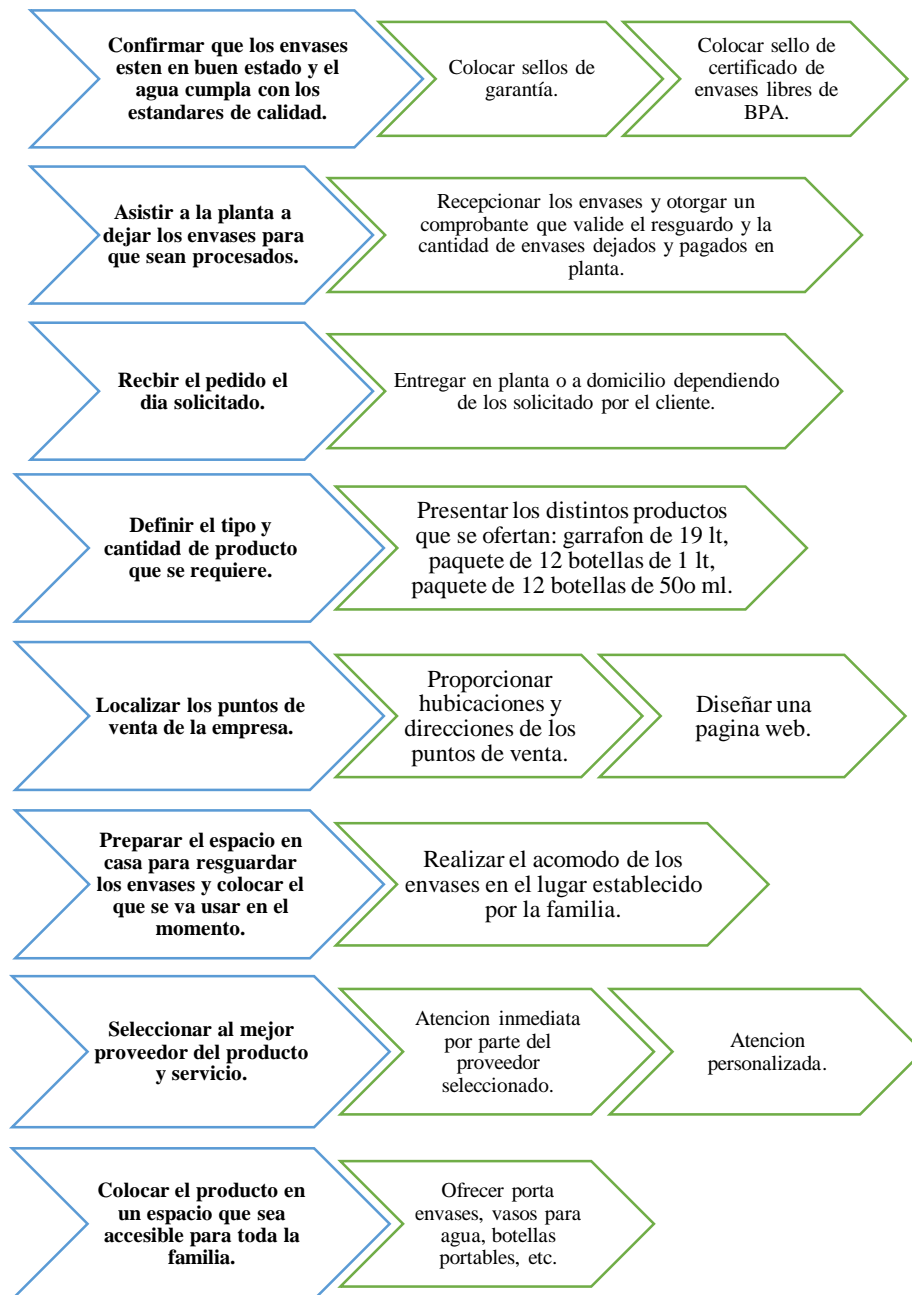 Confirmar que los envases
esten en buen estado y el
agua cumpla con los
estandares de calidad.
Colocar sellos de
garantía.
Colocar sello de
certificado de
envases libres de
BPA.
Asistir a la planta a
dejar los envases para
que sean procesados.
Recepcionar los envases y otorgar un
comprobante que valide el resguardo y la
cantidad de envases dejados y pagados en
planta.
Recbir el pedido el
dia solicitado.
Entregar en planta o a domicilio dependiendo
de los solicitado por el cliente.
Definir el tipo y
cantidad de producto
que se requiere.
Presentar los distintos productos
que se ofertan: garrafon de 19 lt,
paquete de 12 botellas de 1 lt,
paquete de 12 botellas de 50o ml.
Localizar los puntos de
venta de la empresa.
Proporcionar
hubicaciones y
direcciones de los
puntos de venta.
Diseñar una
pagina web.
Preparar el espacio en
casa para resguardar
los envases y colocar el
que se va usar en el
momento.
Realizar el acomodo de los
envases en el lugar establecido
por la familia.
Seleccionar al mejor
proveedor del producto
y servicio.
Atencion inmediata
por parte del
proveedor
seleccionado.
Atencion
personalizada.
Colocar el producto en
un espacio que sea
accesible para toda la
familia.
Ofrecer porta
envases, vasos para
agua, botellas
portables, etc.